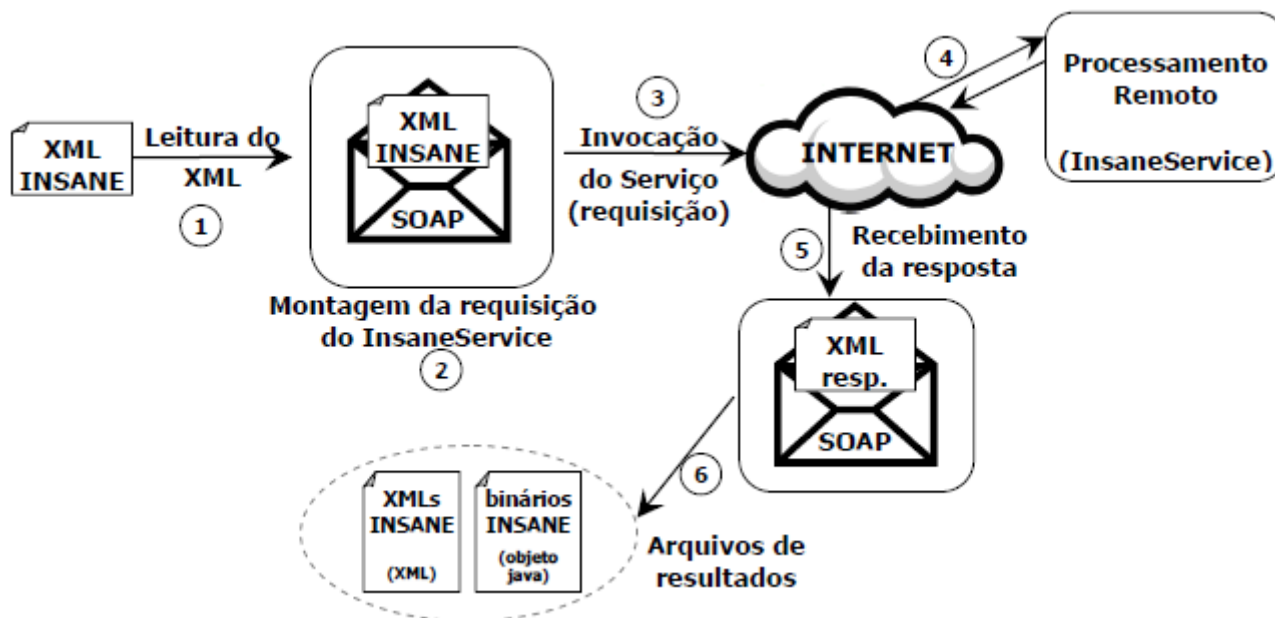 XML
INSANE
Leitura do
XML
1
XML
INSANE
SOAP
Montagem da requisição
do InsaneService
2
3
Invocação
do Serviço
(requisição)
INTERNET
4
Processamento
Remoto
(InsaneService)
5
Recebimento
da resposta
XML
resp.
SOAP
6
Arquivos de
resultados
XMLs
INSANE
(XML)
binários
INSANE
(objeto
java)